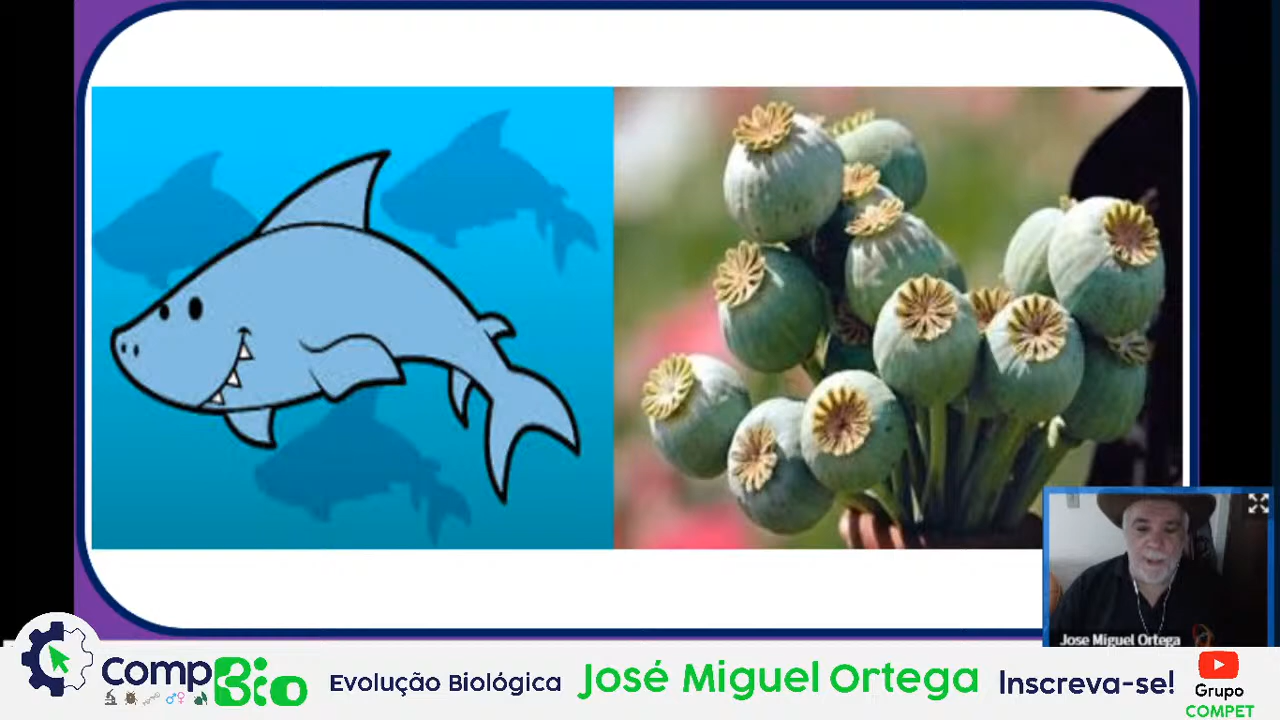 Jose Miguel Ortega
Comp Bio
Evolução Biológica
José Miguel Ortega
Inscreva-se!
Grupo
COMPET